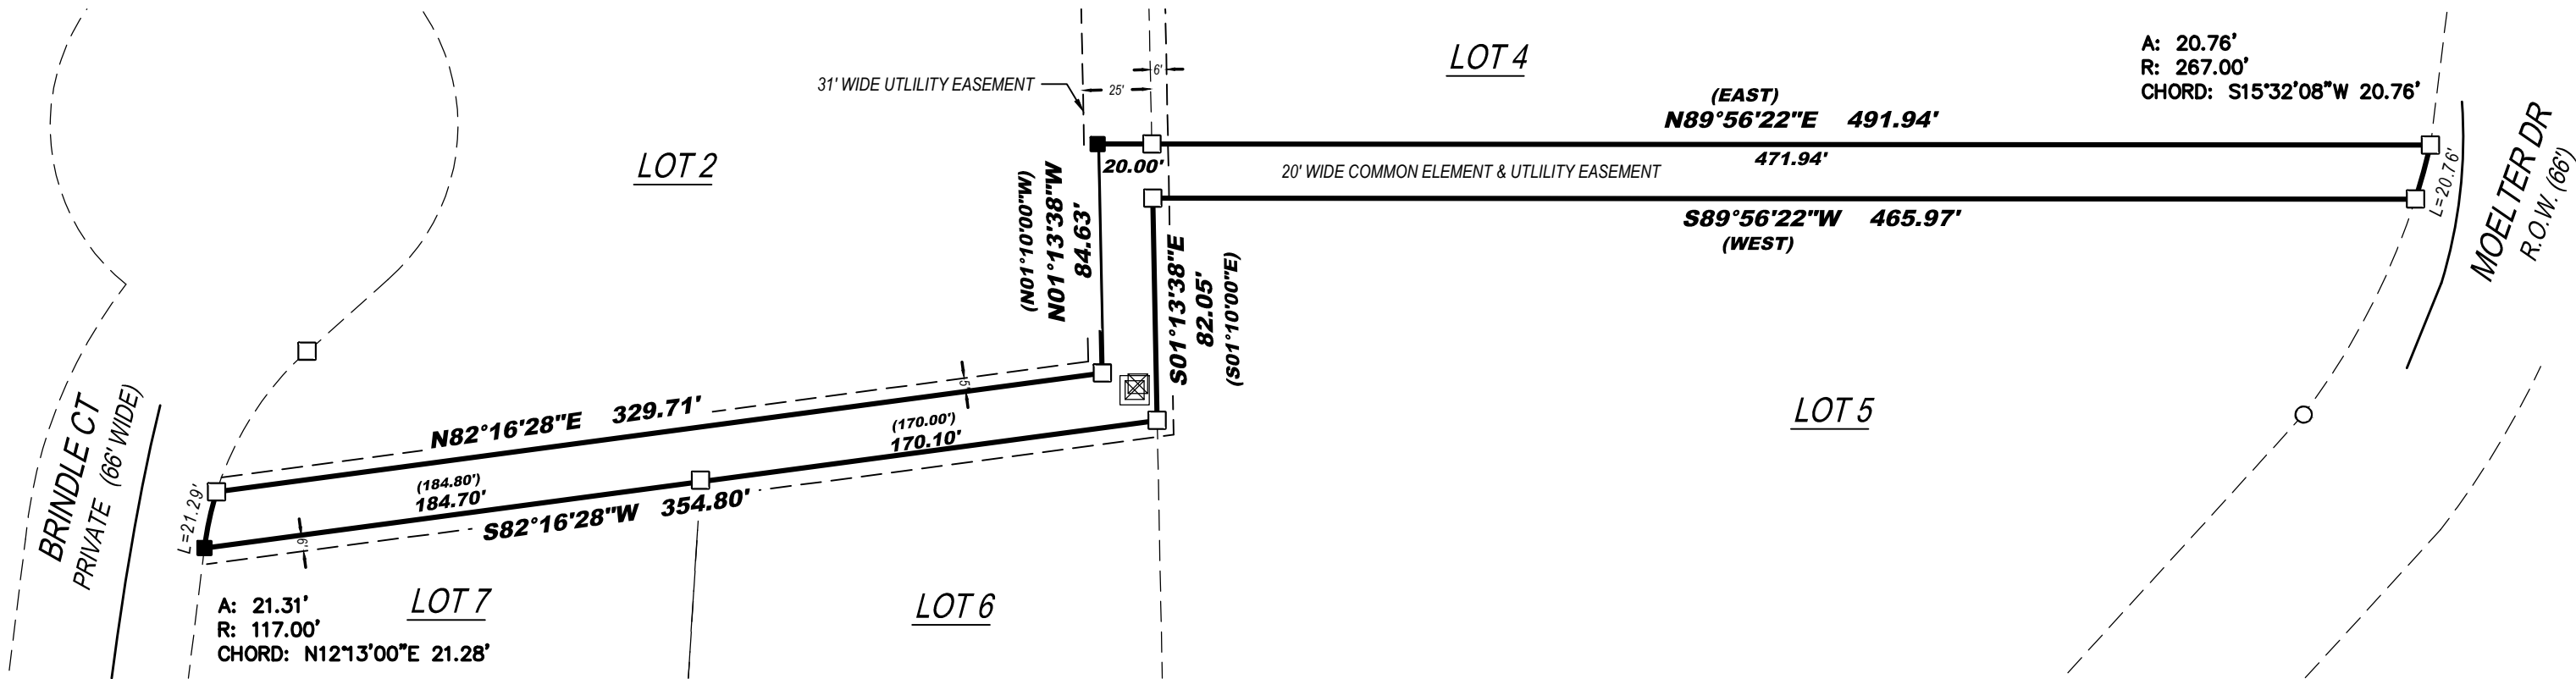 LOT 4
A: 20.76'
R: 267.00'
CHORD: S15°32'08"W 20.76'
6'
31' WIDE UTLILITY EASEMENT
25'
(EAST)
N89°56'22"E 491.94'
471.94'
MOELTER DR
R.O.W. (66')
LOT 2
20.00'
20' WIDE COMMON ELEMENT & UTLILITY EASEMENT
L=20.76'
S89°56'22"W 465.97'
(WEST)
(N01°10'00"W)
N01°13'38"W
84.63'
S01°13'38"E
82.05'
(S01°10'00"E)
5'
N82°16'28"E 329.71'
(170.00')
170.10'
LOT 5
BRINDLE CT
PRIVATE (66' WIDE)
L=21.29'
(184.80')
184.70'
S82°16'28"W 354.80'
6'
A: 21.31'
R: 117.00'
CHORD: N12°13'00"E 21.28'
LOT 7
LOT 6